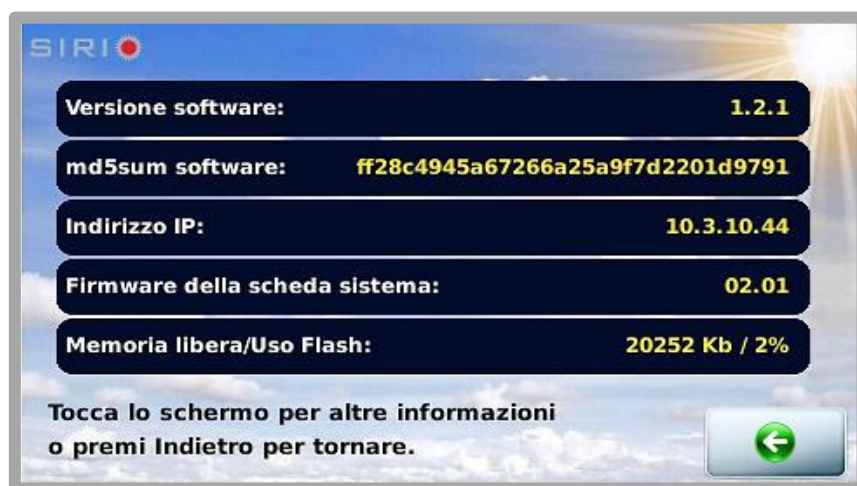 SIRIO
Versione software: 1.2.1
md5sum software: ff28c4945a67266a25a9f7d2201d9791
Indirizzo IP: 10.3.10.44
Firmware della scheda sistema: 02.01
Memoria libera/Uso Flash: 20252 Kb / 2%
Tocca lo schermo per altre informazioni
o premi Indietro per tornare.